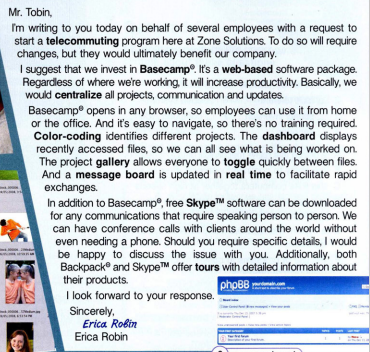 Mr. Tobin,
I'm writing to you today on behalf of several employees with a request to
start a telecommuting program here at Zone Solutions. To do so will require
changes, but they would ultimately benefit our company.
I suggest that we invest in Basecamp®. It's a web-based software package.
Regardless of where we're working, it will increase productivity. Basically, we
would centralize all projects, communication and updates.
Basecamp® opens in any browser, so employees can use it from home
or the office. And it's easy to navigate, so there's no training required.
Color-coding identifies different projects. The dashboard displays
recently accessed files, so we can all see what is being worked on.
The project gallery allows everyone to toggle quickly between files.
And a message board is updated in real time to facilitate rapid
exchanges.
In addition to Basecamp®, free Skype™ software can be downloaded
for any communications that require speaking person to person. We
can have conference calls with clients around the world without
even needing a phone. Should you require specific details, I would
be happy to discuss the issue with you. Additionally, both
Backpack® and Skype™ offer tours with detailed information about
their products.
I look forward to your response.
Sincerely,
Erica Robin
Erica Robin
phpBB yourdomain.com